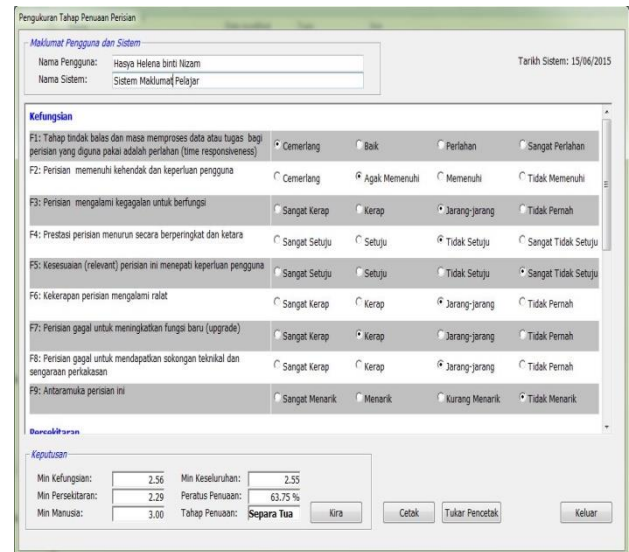 Pengukuran Tahap Penuaan Perisian
Maklumat Pengguna dan Sistem
Nama Pengguna: Hasya Helena binti Nizam
Nama Sistem: Sistem Maklumat Pelajar
Tarikh Sistem: 15/06/2015
Kefungsian
F1: Tahap tindak balas dan masa memproses data atau tugas bagi
perisian yang diguna pakai adalah perlahan (time responsiveness)
Cemerlang Baik Perlahan Sangat Perlahan
F2: Perisian memenuhi kehendak dan keperluan pengguna
Cemerlang Agak Memenuhi Memenuhi Tidak Memenuhi
F3: Perisian mengalami kegagalan untuk berfungsi
Sangat Kerap Kerap Jarang-jarang Tidak Pernah
F4: Prestasi perisian menurun secara berperingkat dan ketara
Sangat Setuju Setuju Tidak Setuju Sangat Tidak Setuju
F5: Kesesuaian (relevant) perisian ini menepati keperluan pengguna
Sangat Setuju Setuju Tidak Setuju Sangat Tidak Setuju
F6: Kekerapan perisian mengalami ralat
Sangat Kerap Kerap Jarang-jarang Tidak Pernah
F7: Perisian gagal untuk meningkatkan fungsi baru (upgrade)
Sangat Kerap Kerap Jarang-jarang Tidak Pernah
F8: Perisian gagal untuk mendapatkan sokongan teknikal dan
sengaraan perkakasan
Sangat Kerap Kerap Jarang-jarang Tidak Pernah
F9: Antaramuka perisian ini
Sangat Menarik Menarik Kurang Menarik Tidak Menarik
Persekitaran
Keputusan
Min Kefungsian: 2.56 Min Keseluruhan: 2.55
Min Persekitaran: 2.29 Peratus Penuaan: 63.75 %
Min Manusia: 3.00 Tahap Penuaan: Separa Tua
Kira Cetak Tukar Pencetak Keluar